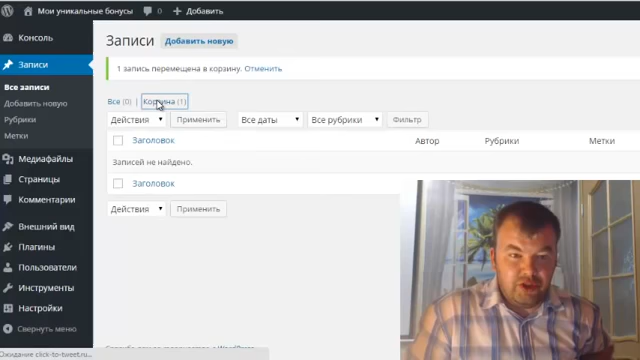 Мои уникальные бонусы 0 + Добавить
Консоль
Записи
Все записи
Добавить новую
Рубрики
Метки
Медиафайлы
Страницы
Комментарии
Внешний вид
Плагины
Пользователи
Инструменты
Настройки
Свернуть меню
Записи Добавить новую
1 запись перемещена в корзину. Отменить
Все (0) | Корзина (1)
Действия Применить Все даты Все рубрики Фильтр
Заголовок Автор Рубрики Метки
Записей не найдено.
Заголовок
Действия Применить
Ожидание click-to-tweet.ru...